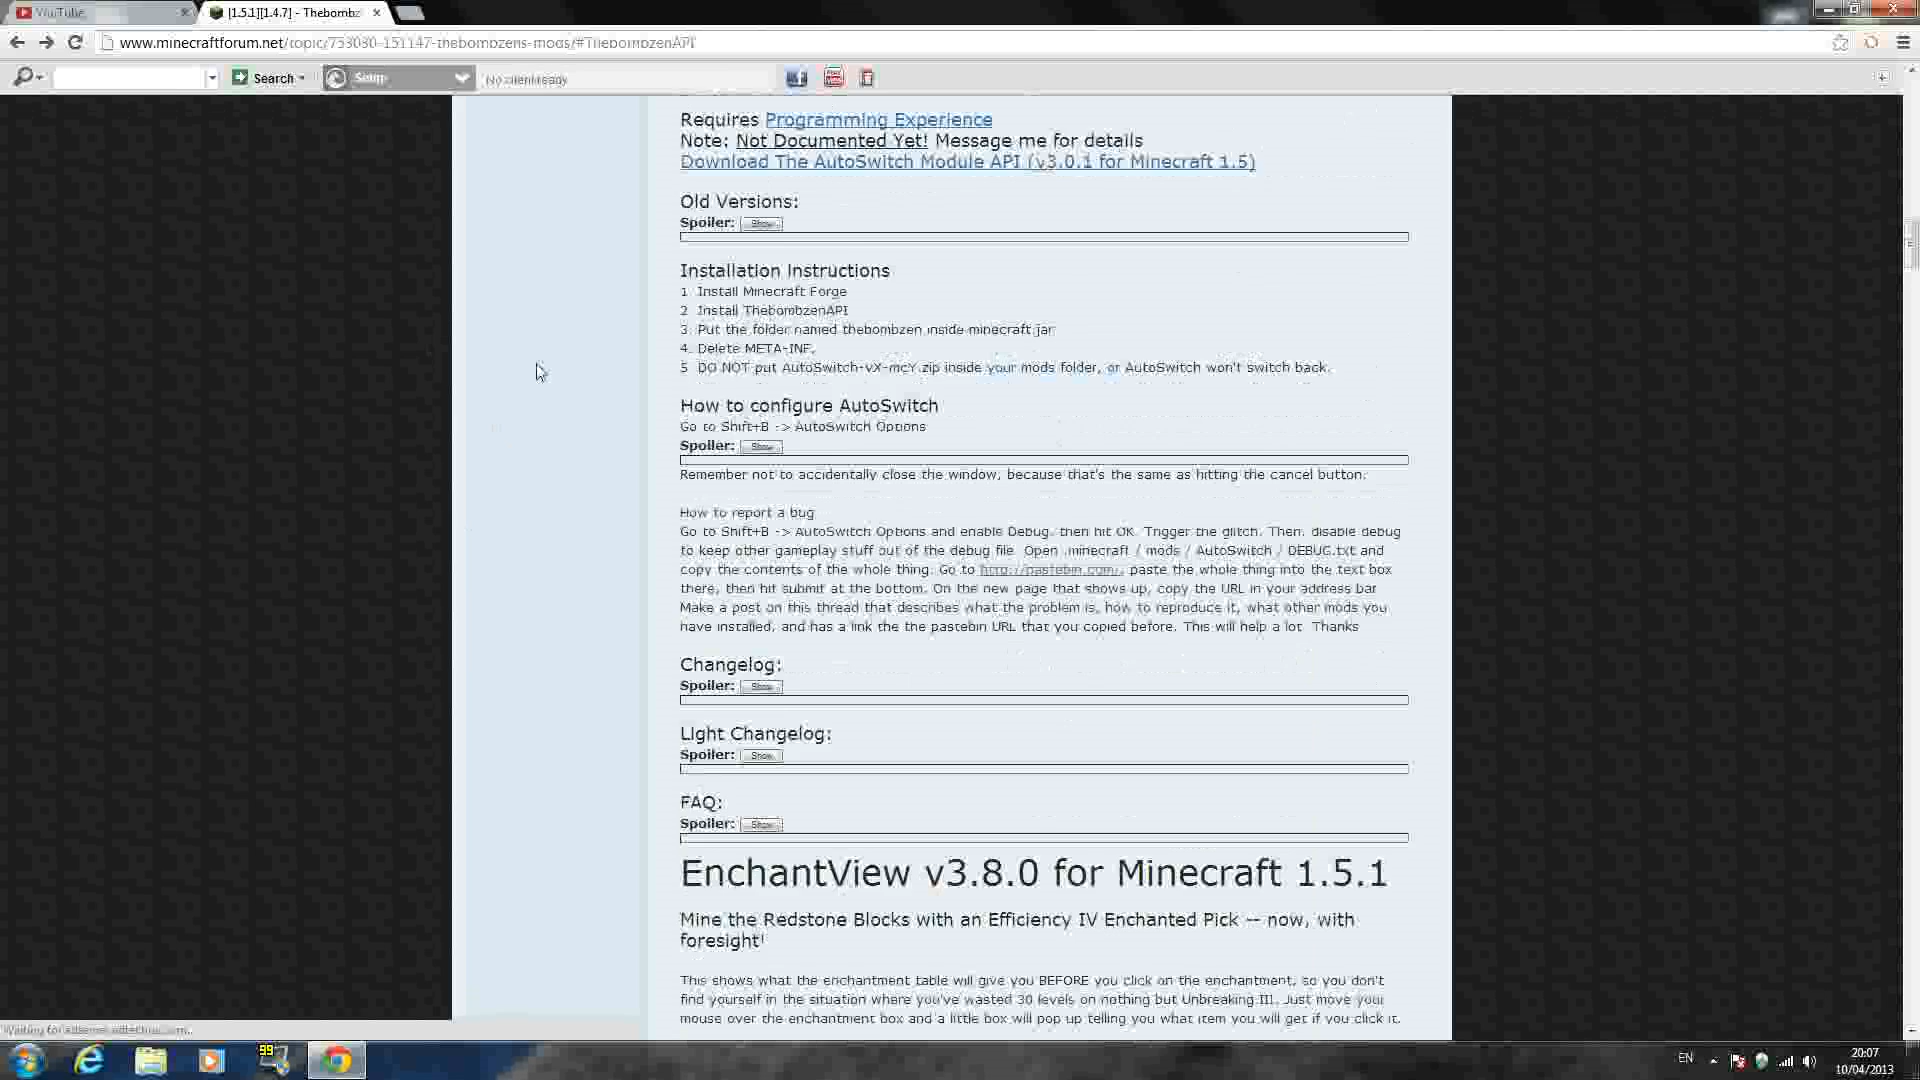 YouTube
[1.5.1][1.4.7] - Thebombz
www.minecraftforum.net/topic/753030-151147-thebombzens-mods/#ThebombzenAPI
Search
Requires Programming Experience
Note: Not Documented Yet! Message me for details
Download The AutoSwitch Module API (v3.0.1 for Minecraft 1.5)
Old Versions:
Spoiler: Show
Installation Instructions
1 Install Minecraft Forge
2 Install ThebombzenAPI
3. Put the folder named thebombzen inside minecraft.jar
4. Delete META-INF.
5 DO NOT put AutoSwitch-vX-mcY.zip inside your mods folder, or AutoSwitch won't switch back.
How to configure AutoSwitch
Go to Shift+B -> AutoSwitch Options
Spoiler: Show
Remember not to accidentally close the window, because that's the same as hitting the cancel button.
How to report a bug
Go to Shift+B -> AutoSwitch Options and enable Debug, then hit OK. Trigger the glitch. Then, disable debug
to keep other gameplay stuff out of the debug file. Open .minecraft / mods / AutoSwitch / DEBUG.txt and
copy the contents of the whole thing. Go to http://pastebin.com/, paste the whole thing into the text box
there, then hit submit at the bottom. On the new page that shows up, copy the URL in your address bar
Make a post on this thread that describes what the problem is, how to reproduce it, what other mods you
have installed, and has a link the the pastebin URL that you copied before. This will help a lot Thanks
Changelog:
Spoiler: Show
Light Changelog:
Spoiler: Show
FAQ:
Spoiler: Show
EnchantView v3.8.0 for Minecraft 1.5.1
Mine the Redstone Blocks with an Efficiency IV Enchanted Pick -- now, with
foresight!
This shows what the enchantment table will give you BEFORE you click on the enchantment, so you don't
find yourself in the situation where you've wasted 30 levels on nothing but Unbreaking III. Just move your
mouse over the enchantment box and a little box will pop up telling you what item you will get if you click it.
Waiting for
99
EN
20:07
10/04/2013